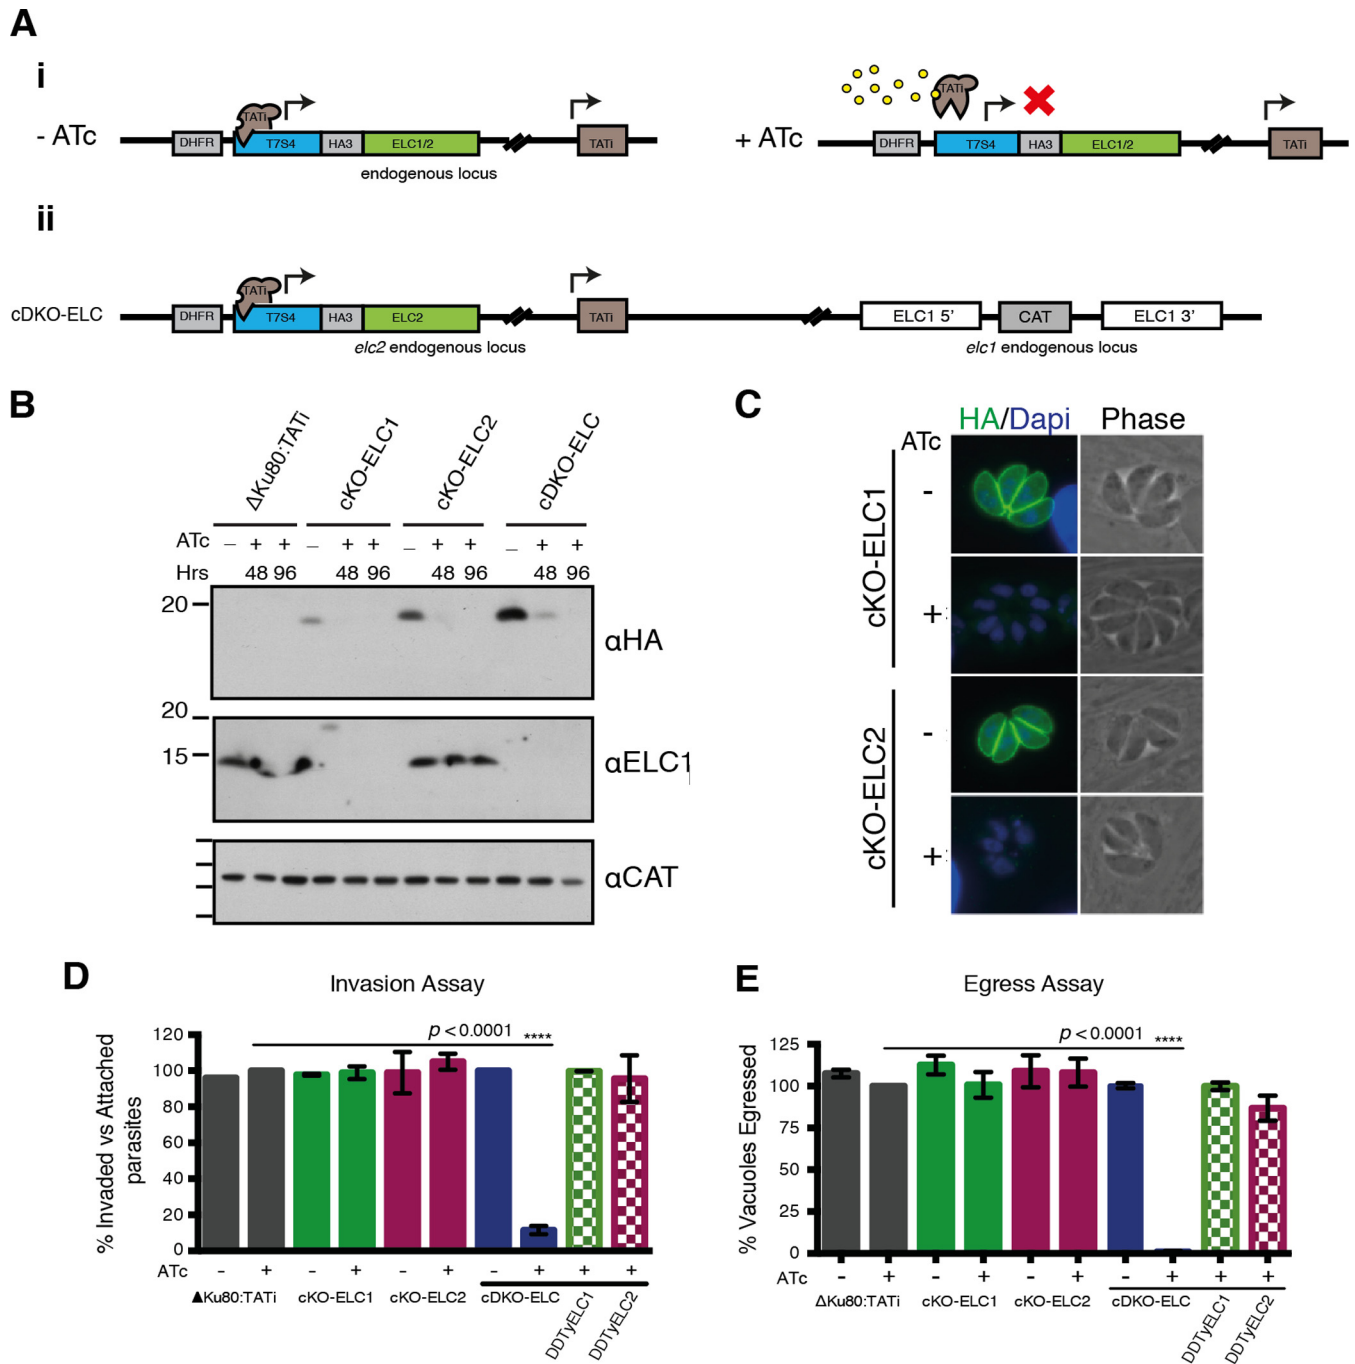 A
i
- ATc
TATi
DHFR
T7S4
HA3
ELC1/2
TATi
endogenous locus
+ ATc
TATi
DHFR
T7S4
HA3
ELC1/2
TATi
ii
cDKO-ELC
TATi
DHFR
T7S4
HA3
ELC2
TATi
ELC1 5’
CAT
ELC1 3’
elc2 endogenous locus
elc1 endogenous locus
B
ΔKu80:TATi
cKO-ELC1
cKO-ELC2
cDKO-ELC
ATc – + + – + + – + + – + +
Hrs 48 96 48 96 48 96 48 96
20
αHA
20
15
αELC1
αCAT
C
HA/Dapi Phase
ATc
cKO-ELC1
-
+
cKO-ELC2
-
+
D
Invasion Assay
p < 0.0001 ****
% Invaded vs Attached
parasites
120
100
80
60
40
20
0
ATc - + - + - + - + + +
▲Ku80:TATi cKO-ELC1 cKO-ELC2 cDKO-ELC
DDTyELC1
DDTyELC2
E
Egress Assay
p < 0.0001 ****
% Vacuoles Egressed
125
100
75
50
25
0
ATc - + - + - + - + + +
ΔKu80:TATi cKO-ELC1 cKO-ELC2 cDKO-ELC
DDTyELC1
DDTyELC2